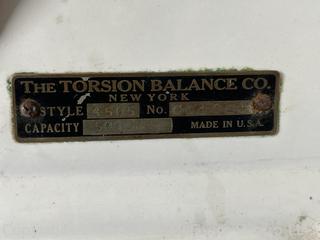 THE TORSION BALANCE CO.
NEW YORK
STYLE No.
CAPACITY MADE IN U.S.A.